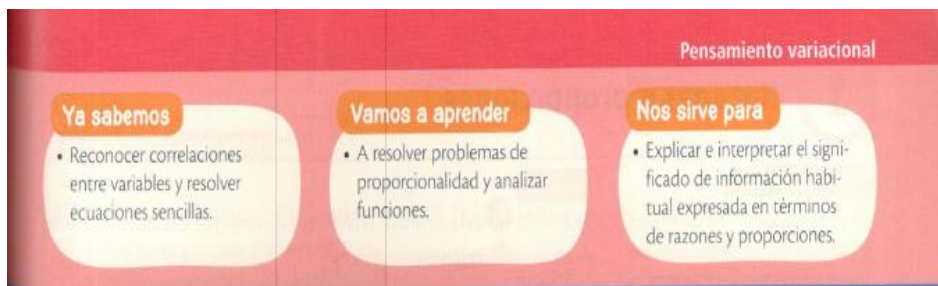 Pensamiento variacional
Ya sabemos
• Reconocer correlaciones
entre variables y resolver
ecuaciones sencillas.
Vamos a aprender
• A resolver problemas de
proporcionalidad y analizar
funciones.
Nos sirve para
• Explicar e interpretar el signi-
ficado de información habi-
tual expresada en términos
de razones y proporciones.